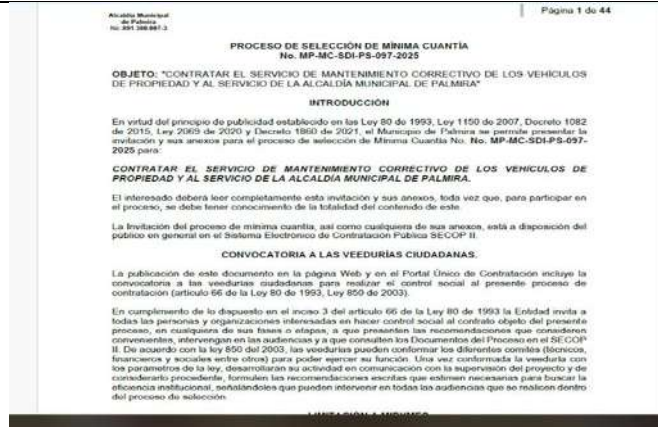 Página 1 de 44
Alcaldía Municipal
de Palmira
Nit. 891.380.007-3
PROCESO DE SELECCIÓN DE MÍNIMA CUANTÍA
No. MP-MC-SDI-PS-097-2025
OBJETO: "CONTRATAR EL SERVICIO DE MANTENIMIENTO CORRECTIVO DE LOS VEHÍCULOS
DE PROPIEDAD Y AL SERVICIO DE LA ALCALDÍA MUNICIPAL DE PALMIRA"
INTRODUCCIÓN
En virtud del principio de publicidad establecido en las Ley 80 de 1993, Ley 1150 de 2007, Decreto 1082
de 2015, Ley 2069 de 2020 y Decreto 1860 de 2021, el Municipio de Palmira se permite presentar la
invitación y sus anexos para el proceso de selección de Mínima Cuantía No. No. MP-MC-SDI-PS-097-
2025 para:
CONTRATAR EL SERVICIO DE MANTENIMIENTO CORRECTIVO DE LOS VEHÍCULOS DE
PROPIEDAD Y AL SERVICIO DE LA ALCALDÍA MUNICIPAL DE PALMIRA.
El interesado deberá leer completamente esta invitación y sus anexos, toda vez que, para participar en
el proceso, se debe tener conocimiento de la totalidad del contenido de este.
La Invitación del proceso de mínima cuantía, así como cualquiera de sus anexos, está a disposición del
público en general en el Sistema Electrónico de Contratación Pública SECOP II.
CONVOCATORIA A LAS VEEDURÍAS CIUDADANAS.
La publicación de este documento en la página Web y en el Portal Único de Contratación incluye la
convocatoria a las veedurías ciudadanas para realizar el control social al presente proceso de
contratación (artículo 66 de la Ley 80 de 1993, Ley 850 de 2003).
En cumplimiento de lo dispuesto en el inciso 3 del artículo 66 de la Ley 80 de 1993 la Entidad invita a
todas las personas y organizaciones interesadas en hacer control social al contrato objeto del presente
proceso, en cualquiera de sus fases o etapas, a que presenten las recomendaciones que consideren
convenientes, intervengan en las audiencias y a que consulten los Documentos del Proceso en el SECOP
II. De acuerdo con la ley 850 del 2003, las veedurías pueden conformar los diferentes comités (técnicos,
financieros y sociales entre otros) para poder ejercer su función. Una vez conformada la veeduría con
los parámetros de la ley, desarrollarán su actividad en comunicación con la supervisión del proyecto y de
considerarlo procedente, formulen las recomendaciones escritas que estimen necesarias para buscar la
eficiencia institucional, señalándoles que pueden intervenir en todas las audiencias que se realicen dentro
del proceso de selección.
LIMITACIÓN A MIPYMES